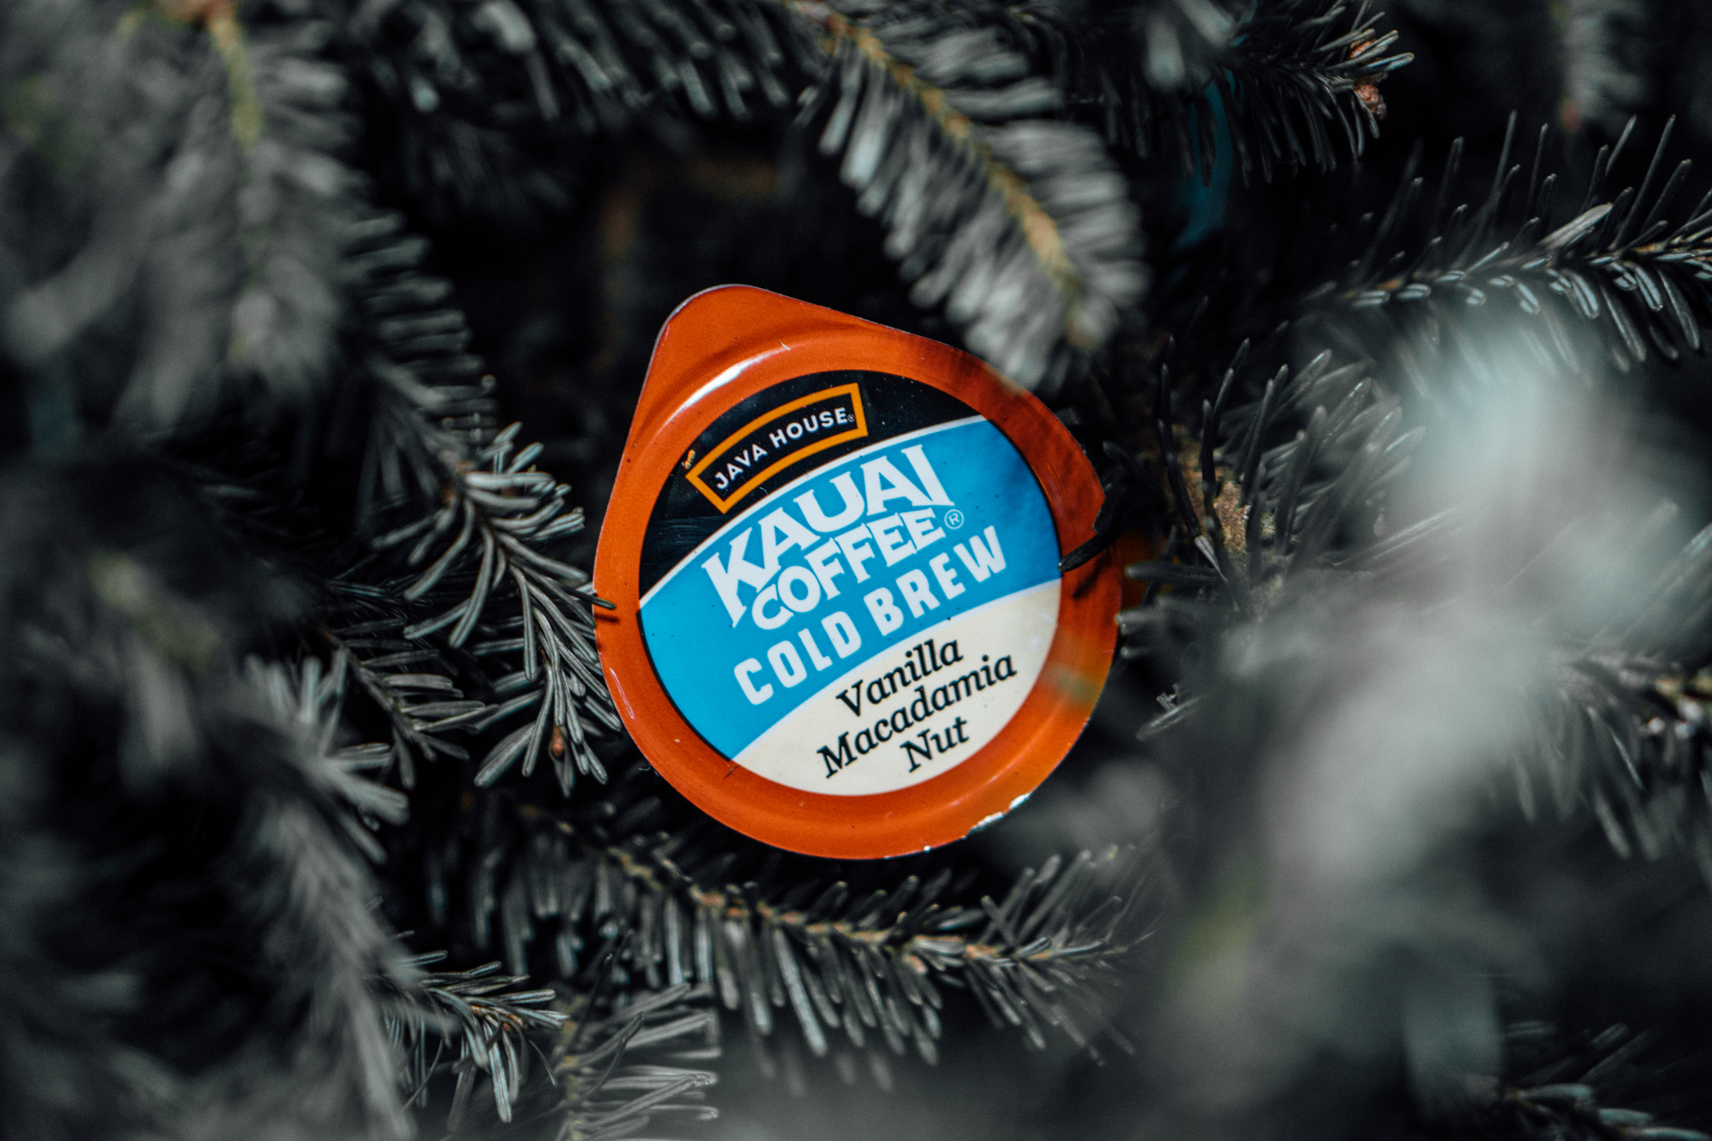 JAVA HOUSE®
KAUAI
COFFEE®
COLD BREW
Vanilla
Macadamia
Nut